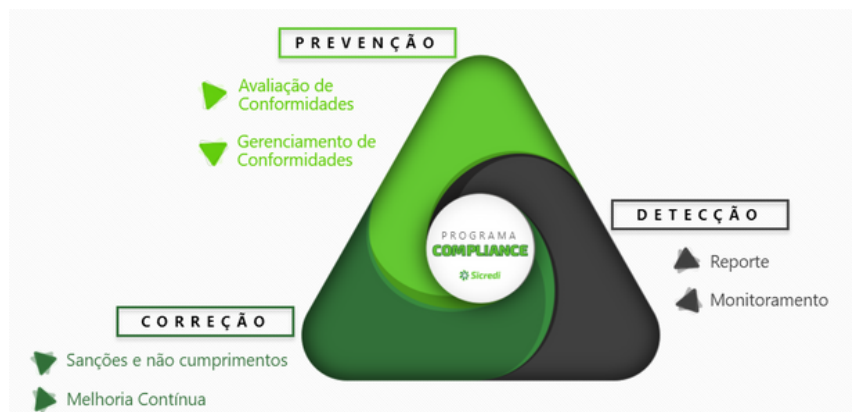 PREVENÇÃO
Avaliação de
Conformidades
Gerenciamento de
Conformidades
DETECÇÃO
Reporte
Monitoramento
PROGRAMA
COMPLIANCE
Sicredi
CORREÇÃO
Sanções e não cumprimentos
Melhoria Contínua